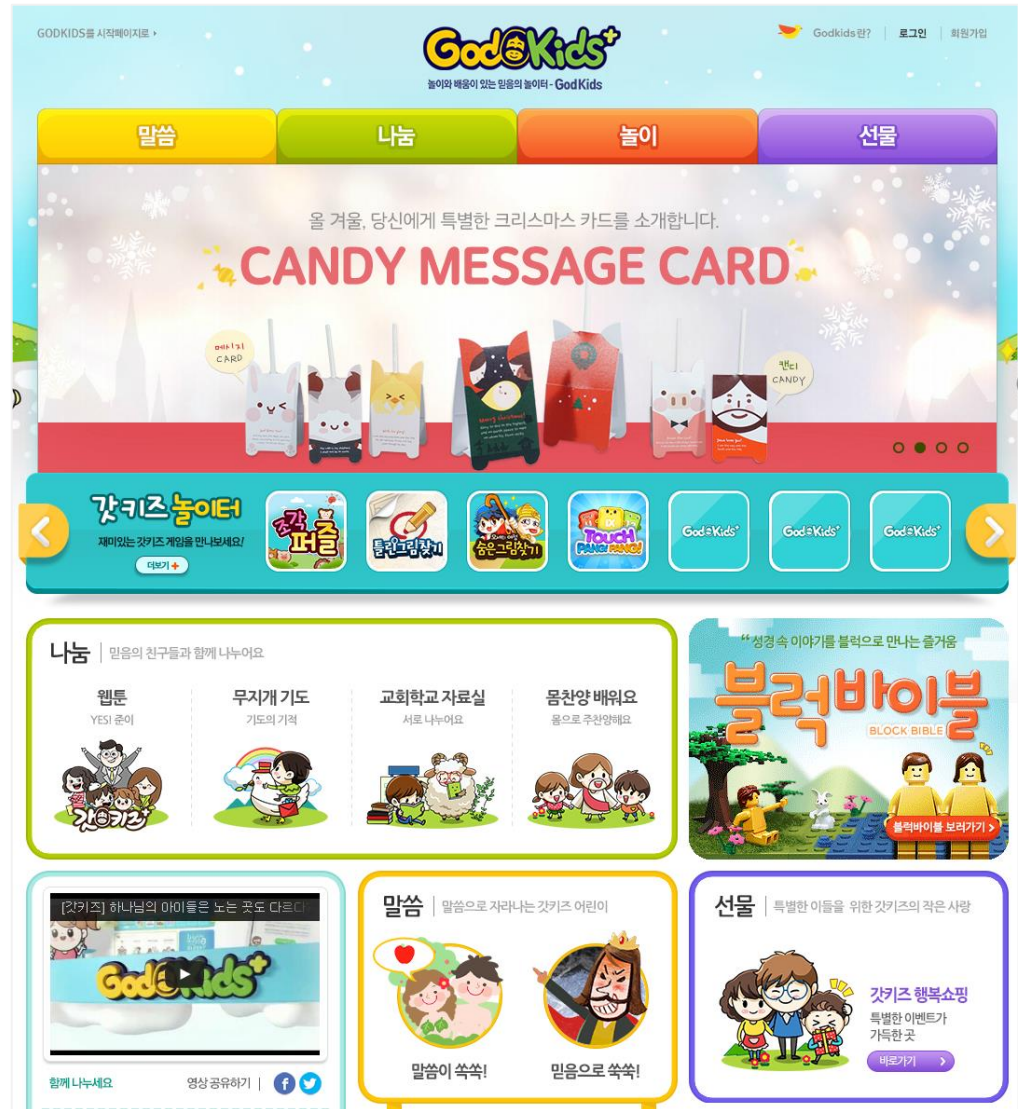 GODKIDS를 시작페이지로
God Kids+
놀이와 배움이 있는 믿음의 놀이터 - God Kids
Godkids란?
로그인
회원가입
말씀
나눔
놀이
선물
올 겨울, 당신에게 특별한 크리스마스 카드를 소개합니다.
CANDY MESSAGE CARD
메시지
CARD
캔디
CANDY
merry christmas!
갓키즈 놀이터
재미있는 갓키즈 게임을 만나보세요!
더보기 +
조각
퍼즐
틀린그림찾기
숨은그림찾기
TOUCH
PANG! PANG!
God Kids+
God Kids+
God Kids+
나눔
믿음의 친구들과 함께 나누어요
웹툰
YES! 준이
갓키즈+
무지개 기도
기도의 기적
교회학교 자료실
서로 나누어요
몸찬양 배워요
몸으로 주찬양해요
“성경 속 이야기를 블럭으로 만나는 즐거움
블럭바이블
BLOCK BIBLE
블럭바이블 보러가기 >
[갓키즈] 하나님의 아이들은 노는 곳도 다르다
God Kids+
함께 나누세요
영상 공유하기
말씀
말씀으로 자라나는 갓키즈 어린이
말씀이 쑥쑥!
믿음으로 쑥쑥!
선물
특별한 이들을 위한 갓키즈의 작은 사랑
갓키즈 행복쇼핑
특별한 이벤트가
가득한 곳
바로가기 >